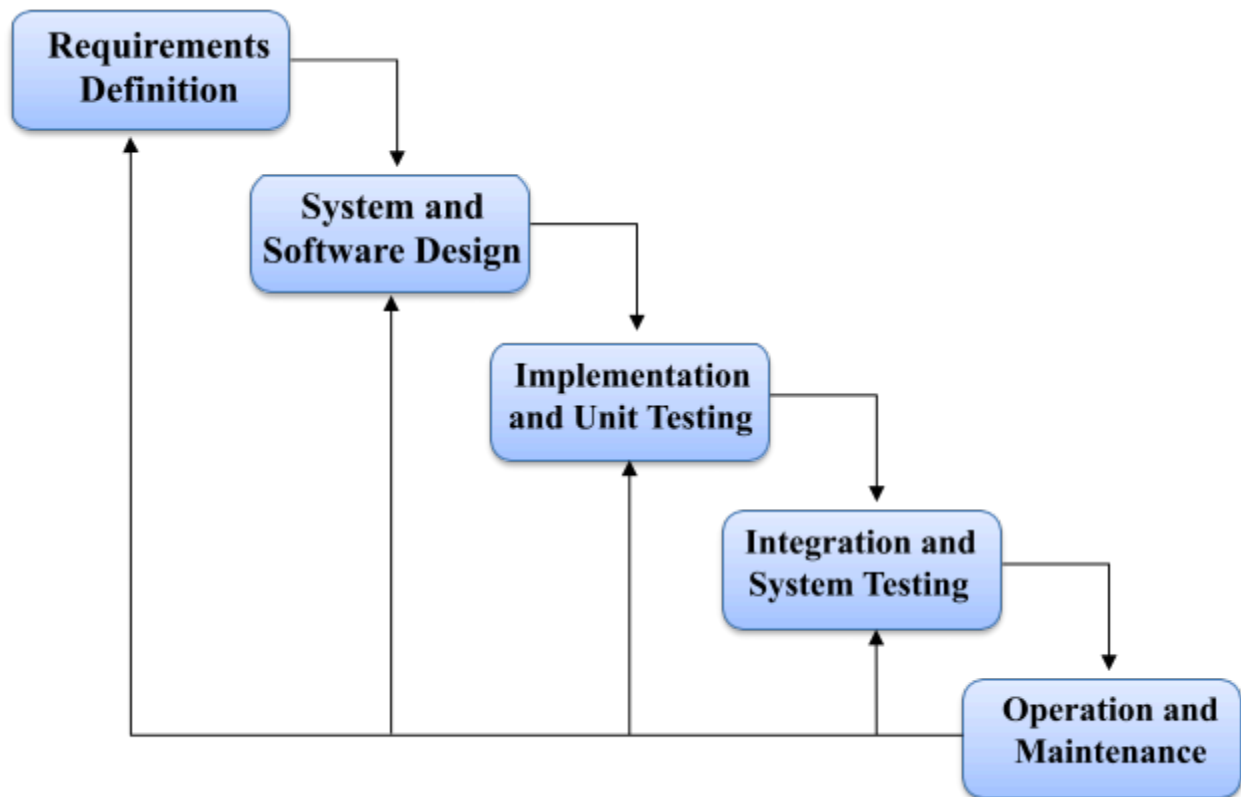 Requirements
Definition
System and
Software Design
Implementation
and Unit Testing
Integration and
System Testing
Operation and
Maintenance